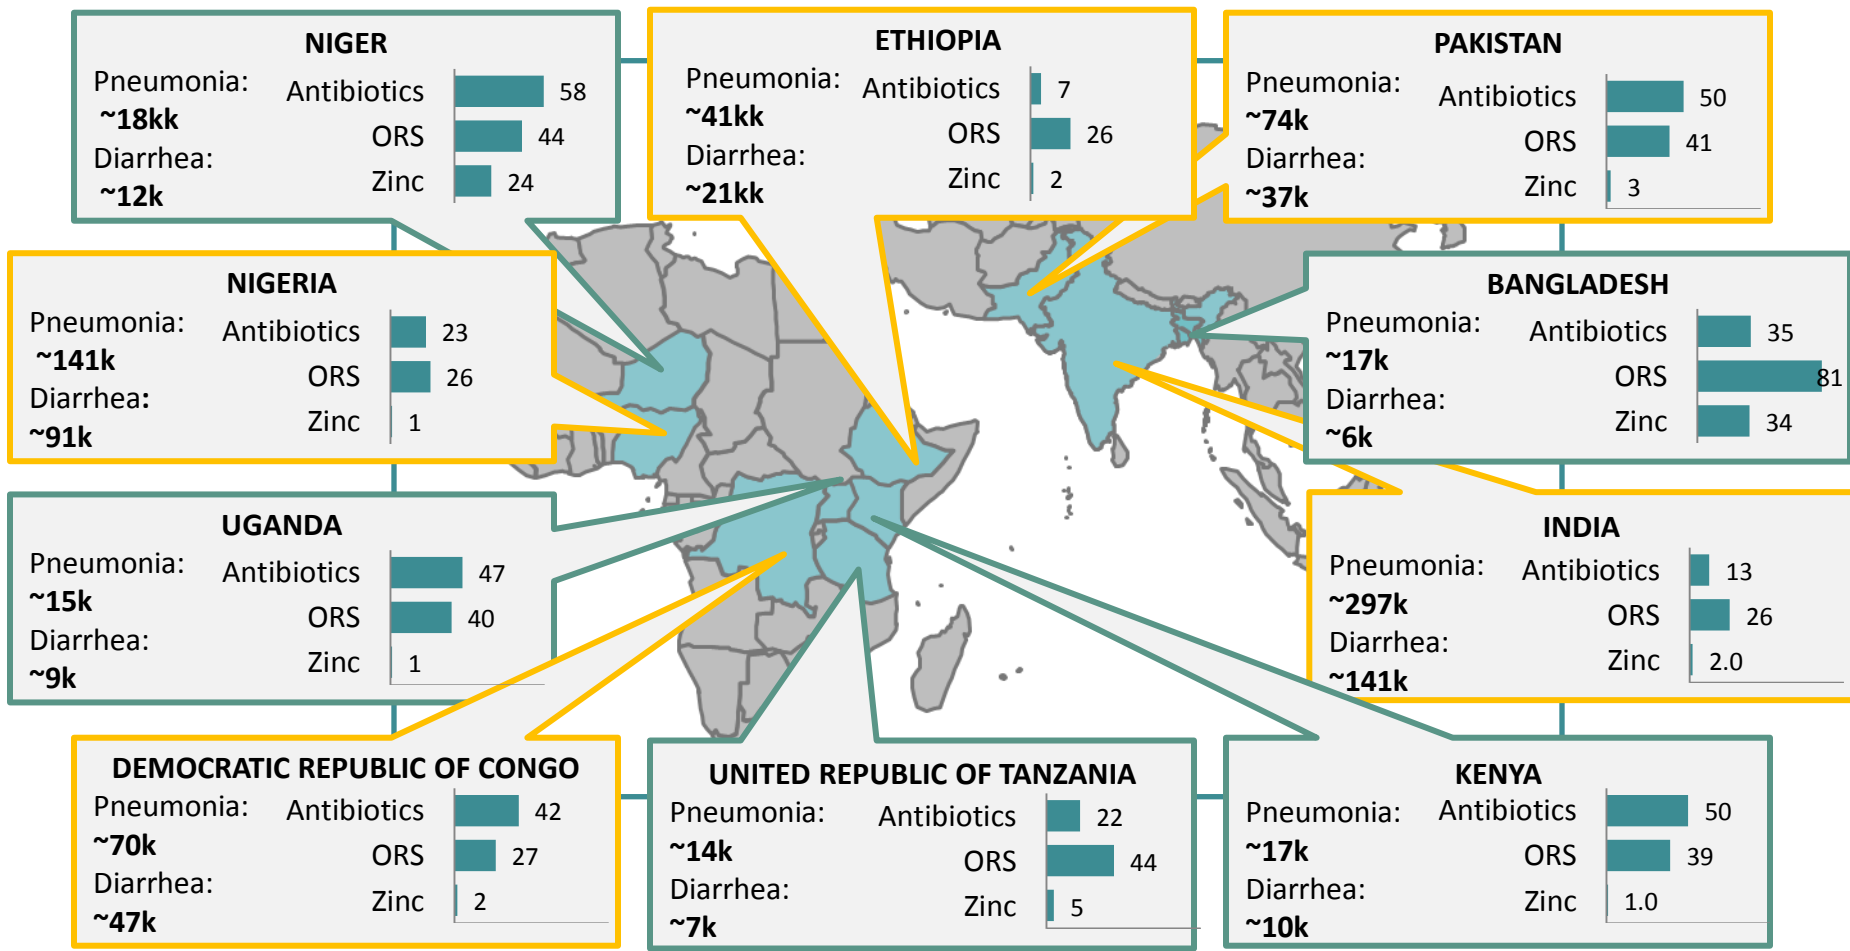 NIGER
Pneumonia:
~18kk
Diarrhea:
~12k
Antibiotics 58
ORS 44
Zinc 24
ETHIOPIA
Pneumonia:
~41kk
Diarrhea:
~21kk
Antibiotics 7
ORS 26
Zinc 2
PAKISTAN
Pneumonia:
~74k
Diarrhea:
~37k
Antibiotics 50
ORS 41
Zinc 3
NIGERIA
Pneumonia:
~141k
Diarrhea:
~91k
Antibiotics 23
ORS 26
Zinc 1
BANGLADESH
Pneumonia:
~17k
Diarrhea:
~6k
Antibiotics 35
ORS 81
Zinc 34
UGANDA
Pneumonia:
~15k
Diarrhea:
~9k
Antibiotics 47
ORS 40
Zinc 1
INDIA
Pneumonia:
~297k
Diarrhea:
~141k
Antibiotics 13
ORS 26
Zinc 2.0
DEMOCRATIC REPUBLIC OF CONGO
Pneumonia:
~70k
Diarrhea:
~47k
Antibiotics 42
ORS 27
Zinc 2
UNITED REPUBLIC OF TANZANIA
Pneumonia:
~14k
Diarrhea:
~7k
Antibiotics 22
ORS 44
Zinc 5
KENYA
Pneumonia:
~17k
Diarrhea:
~10k
Antibiotics 50
ORS 39
Zinc 1.0